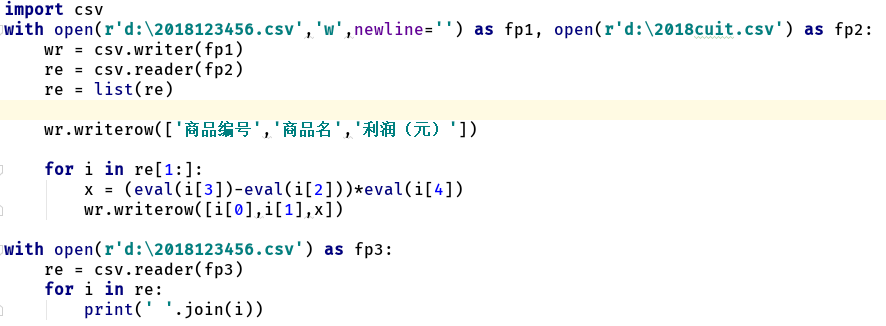 import csv
with open(r'd:\2018123456.csv','w',newline='') as fp1, open(r'd:\2018cuit.csv') as fp2:
    wr = csv.writer(fp1)
    re = csv.reader(fp2)
    re = list(re)
    wr.writerow(['商品编号','商品名','利润（元）'])
    for i in re[1:]:
        x = (eval(i[3])-eval(i[2]))*eval(i[4])
        wr.writerow([i[0],i[1],x])
with open(r'd:\2018123456.csv') as fp3:
    re = csv.reader(fp3)
    for i in re:
        print(' '.join(i))